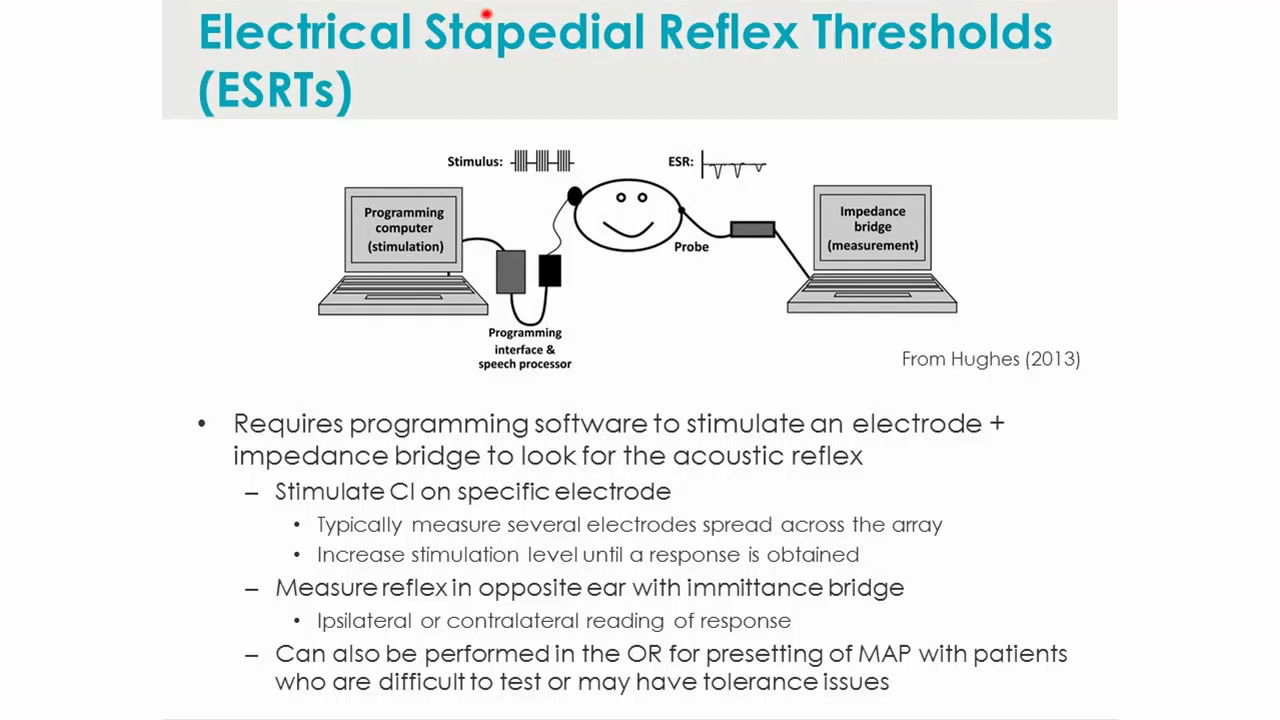 Electrical Stapedial Reflex Thresholds
(ESRTs)
Stimulus:
ESR:
Programming
computer
(stimulation)
Impedance
bridge
(measurement)
Probe
Programming
interface &
speech processor
From Hughes (2013)
• Requires programming software to stimulate an electrode +
impedance bridge to look for the acoustic reflex
– Stimulate CI on specific electrode
• Typically measure several electrodes spread across the array
• Increase stimulation level until a response is obtained
– Measure reflex in opposite ear with immittance bridge
• Ipsilateral or contralateral reading of response
– Can also be performed in the OR for presetting of MAP with patients
who are difficult to test or may have tolerance issues